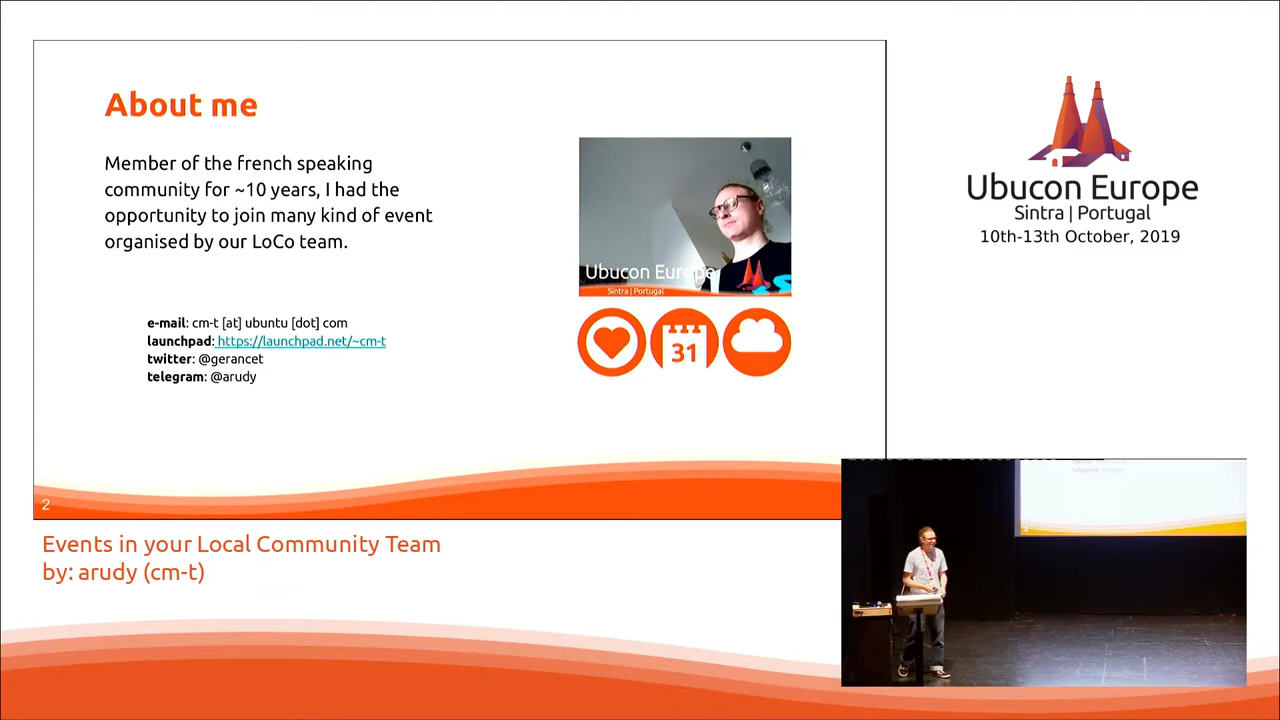 About me
Member of the french speaking
community for ~10 years, I had the
opportunity to join many kind of event
organised by our LoCo team.
e-mail: cm-t [at] ubuntu [dot] com
launchpad: https://launchpad.net/~cm-t
twitter: @gerancet
telegram: @arudy
Ubucon Europe
Sintra | Portugal
31
2
Ubucon Europe
Sintra | Portugal
10th-13th October, 2019
Events in your Local Community Team
by: arudy (cm-t)